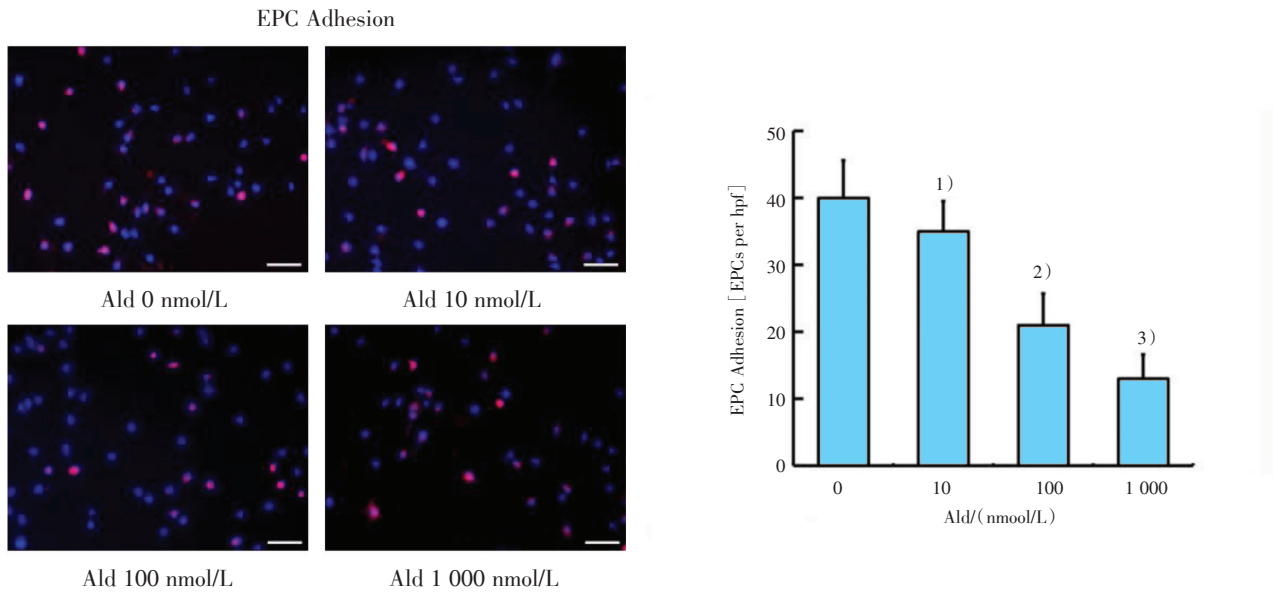 EPC Adhesion
Ald 0 nmol/L
Ald 10 nmol/L
Ald 100 nmol/L
Ald 1 000 nmol/L
EPC Adhesion [EPCs per hpf]
50
40
30
20
10
0
1)
2)
3)
0 10 100 1 000
Ald/(nmool/L)